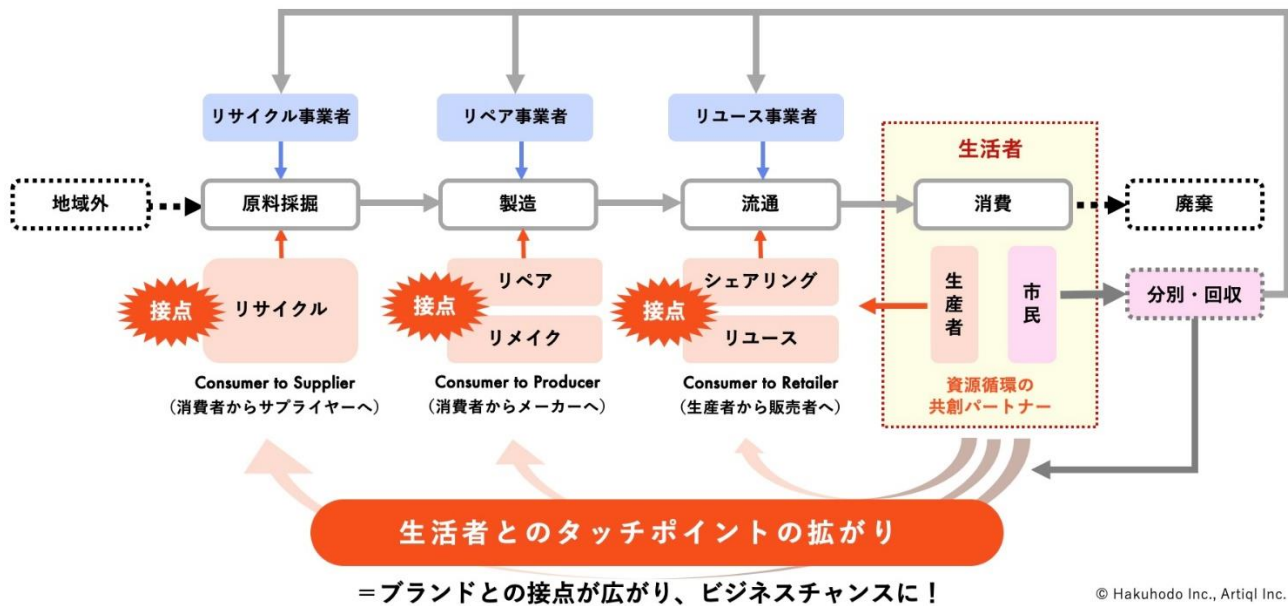 リサイクル事業者
リペア事業者
リユース事業者
生活者
地域外
原料採掘
製造
流通
消費
廃棄
接点
リサイクル
接点
リペア
リメイク
接点
シェアリング
リユース
生産者
市民
分別・回収
Consumer to Supplier
（消費者からサプライヤーへ）
Consumer to Producer
（消費者からメーカーへ）
Consumer to Retailer
（生産者から販売者へ）
資源循環の
共創パートナー
生活者とのタッチポイントの拡がり
＝ブランドとの接点が広がり、ビジネスチャンスに！
© Hakuhodo Inc., Artiql Inc.